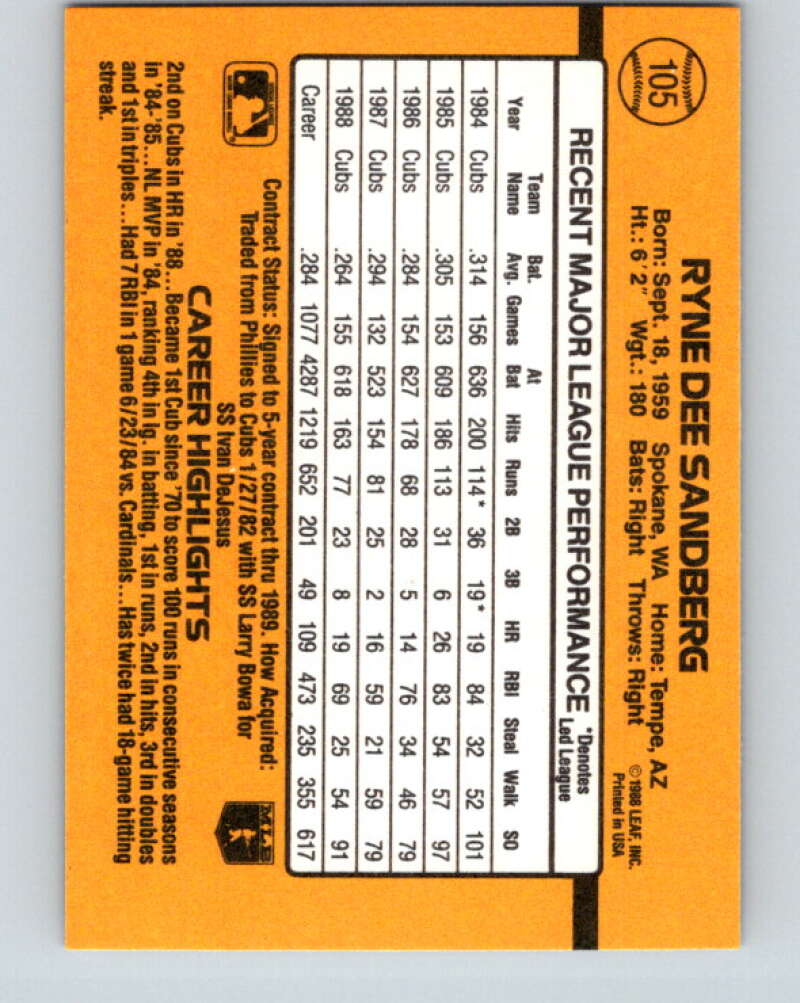 105
RYNE DEE SANDBERG
Born: Sept. 18, 1959 Spokane, WA Home: Tempe, AZ
Ht.: 6'2" Wgt.: 180 Bats: Right Throws: Right
©1988 LEAF, INC.
Printed in USA
RECENT MAJOR LEAGUE PERFORMANCE *Denotes Led League
Year Team Name Bat. Avg. Games At Bat Hits Runs 2B 3B HR RBI Steal Walk SO
1984 Cubs .314 156 636 200 114* 36 19* 19 84 32 52 101
1985 Cubs .305 153 609 186 113 31 6 26 83 54 57 97
1986 Cubs .284 154 627 178 68 28 5 14 76 34 46 79
1987 Cubs .294 132 523 154 81 25 2 16 59 21 59 79
1988 Cubs .264 155 618 163 77 23 8 19 69 25 54 91
Career .284 1077 4287 1219 652 201 49 109 473 235 355 617
Contract Status: Signed to 5-year contract thru 1989. How Acquired:
Traded from Phillies to Cubs 1/27/82 with SS Larry Bowa for
SS Ivan DeJesus
CAREER HIGHLIGHTS
2nd on Cubs in HR in '88... Became 1st Cub since '70 to score 100 runs in consecutive seasons
in '84-'85... NL MVP in '84, ranking 4th in lg. in batting, 1st in runs, 2nd in hits, 3rd in doubles
and 1st in triples... Had 7 RBI in 1 game 6/23/84 vs. Cardinals... Has twice had 18-game hitting
streak.